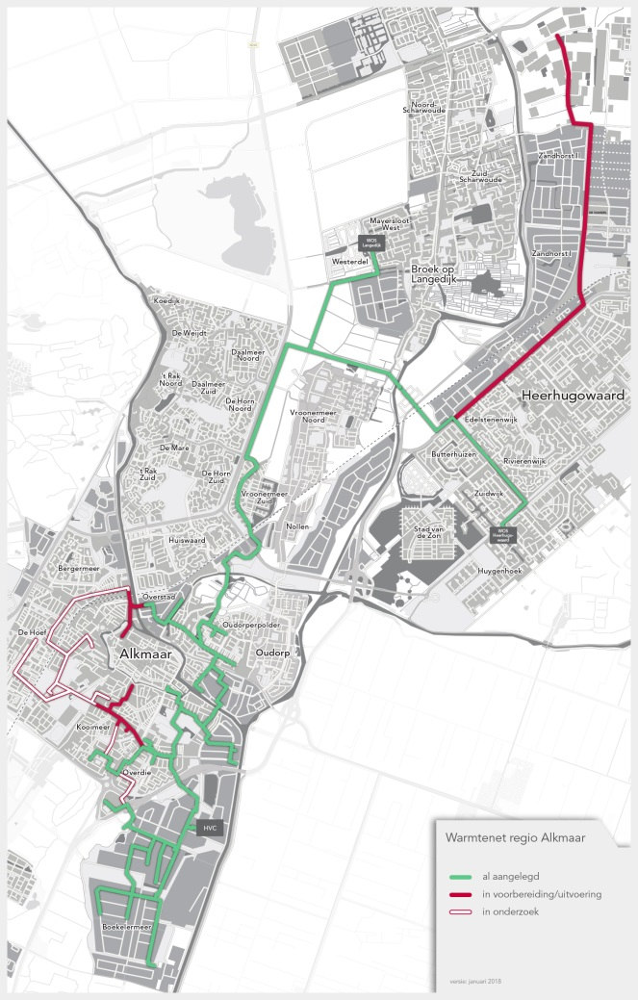 Noord-
Scharwoude
Zandhorst II
Zuid-
Scharwoude
Mayersloot
West
WOS
Langedijk
Westerdel
Zandhorst I
Broek op
Langedijk
Koedijk
De Weijdt
Daalmeer
Noord
't Rak
Noord
Daalmeer
Zuid
De Horn
Noord
Vroonermeer
Noord
Heerhugowaard
Edelstenenwijk
De Mare
Butterhuizen
Rivierenwijk
't Rak
Zuid
De Horn
Zuid
Vroonermeer
Zuid
Zuidwijk
Nollen
Stad van
de Zon
WOS
Heerhugo-
waard
Huiswaard
Bergermeer
Huygenhoek
Overstad
De Hoef
Oudorperpolder
Alkmaar
Oudorp
Kooimeer
Overdie
HVC
Boekelermeer
Warmtenet regio Alkmaar
al aangelegd
in voorbereiding/uitvoering
in onderzoek
versie: januari 2018